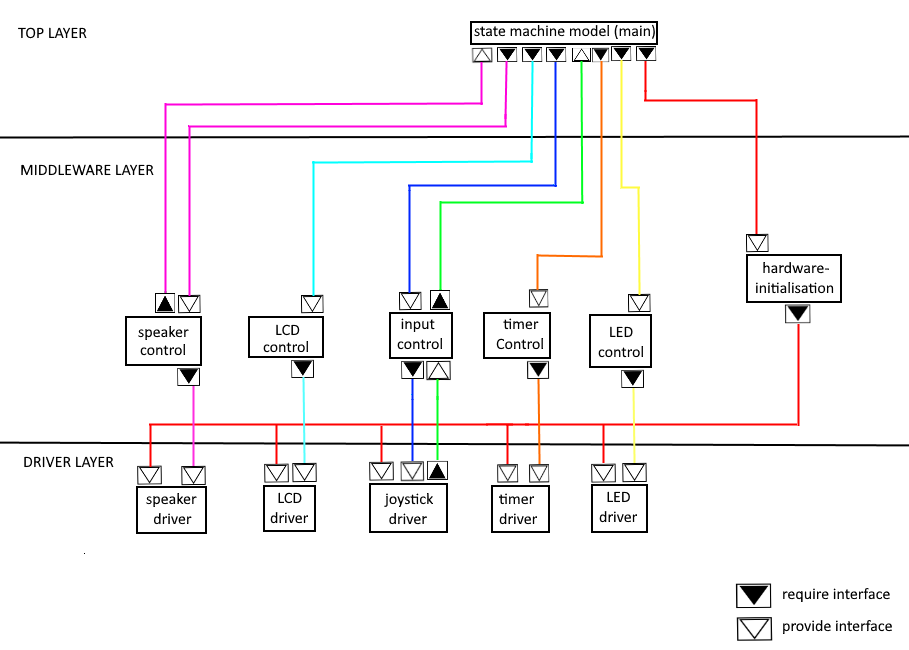 TOP LAYER
state machine model (main)
MIDDLEWARE LAYER
hardware-
initialisation
speaker
control
LCD
control
input
control
timer
Control
LED
control
DRIVER LAYER
speaker
driver
LCD
driver
joystick
driver
timer
driver
LED
driver
require interface
provide interface